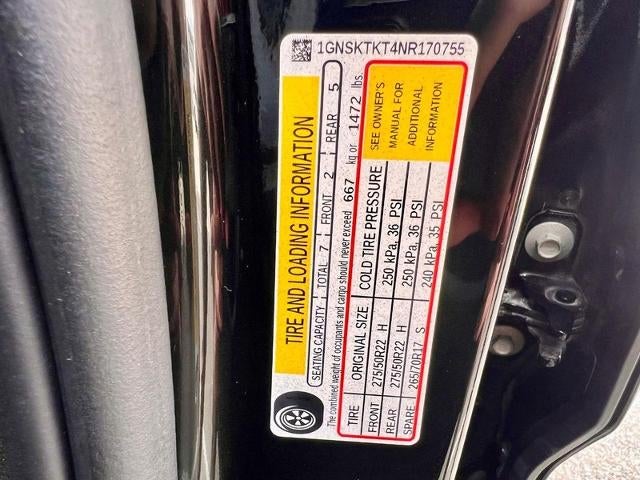 1GNSKTKT4NR170755
TIRE AND LOADING INFORMATION
SEATING CAPACITY TOTAL 7 FRONT 2 REAR 5
The combined weight of occupants and cargo should never exceed 667 kg or 1472 lbs.
TIRE ORIGINAL SIZE COLD TIRE PRESSURE
FRONT 275/50R22 H 250 kPa, 36 PSI
REAR 275/50R22 H 250 kPa, 36 PSI
SPARE 265/70R17 S 240 kPa, 35 PSI
SEE OWNER'S
MANUAL FOR
ADDITIONAL
INFORMATION